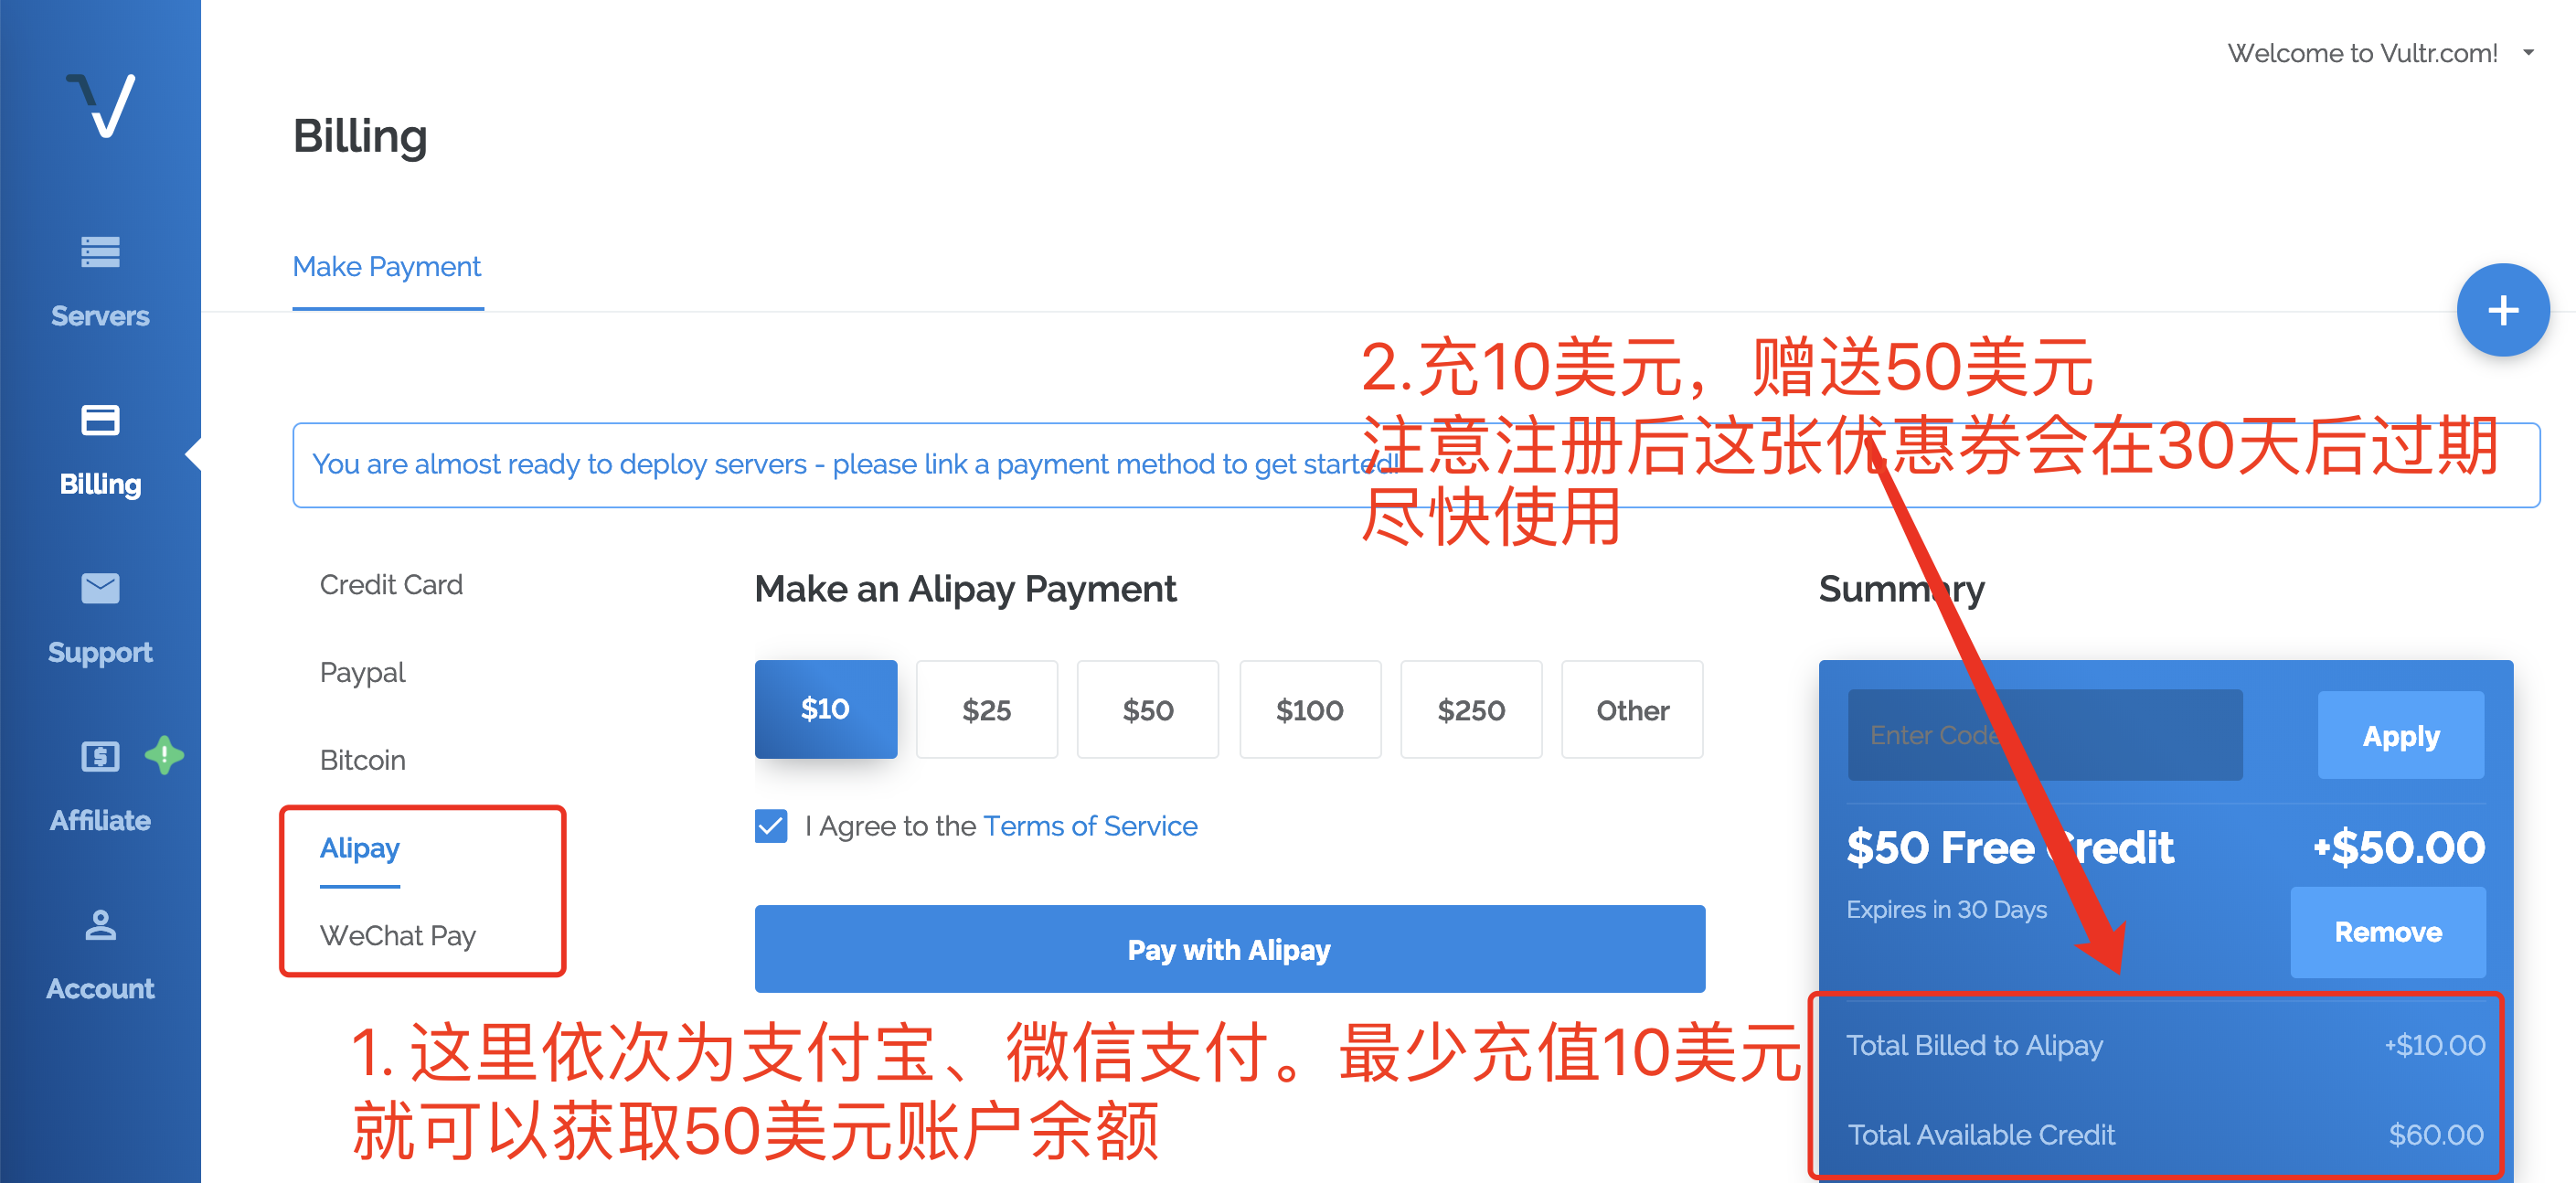 Welcome to Vultr.com!
Billing
Servers
Make Payment
2.充10美元，赠送50美元
注意注册后这张优惠券会在30天后过期
尽快使用
You are almost ready to deploy servers - please link a payment method to get started!
Billing
Support
Affiliate
Account
Credit Card
Paypal
Bitcoin
Alipay
WeChat Pay
Make an Alipay Payment
$10 $25 $50 $100 $250 Other
I Agree to the Terms of Service
Pay with Alipay
1. 这里依次为支付宝、微信支付。最少充值10美元
就可以获取50美元账户余额
Summary
Enter Code Apply
$50 Free Credit +$50.00
Expires in 30 Days
Remove
Total Billed to Alipay +$10.00
Total Available Credit $60.00